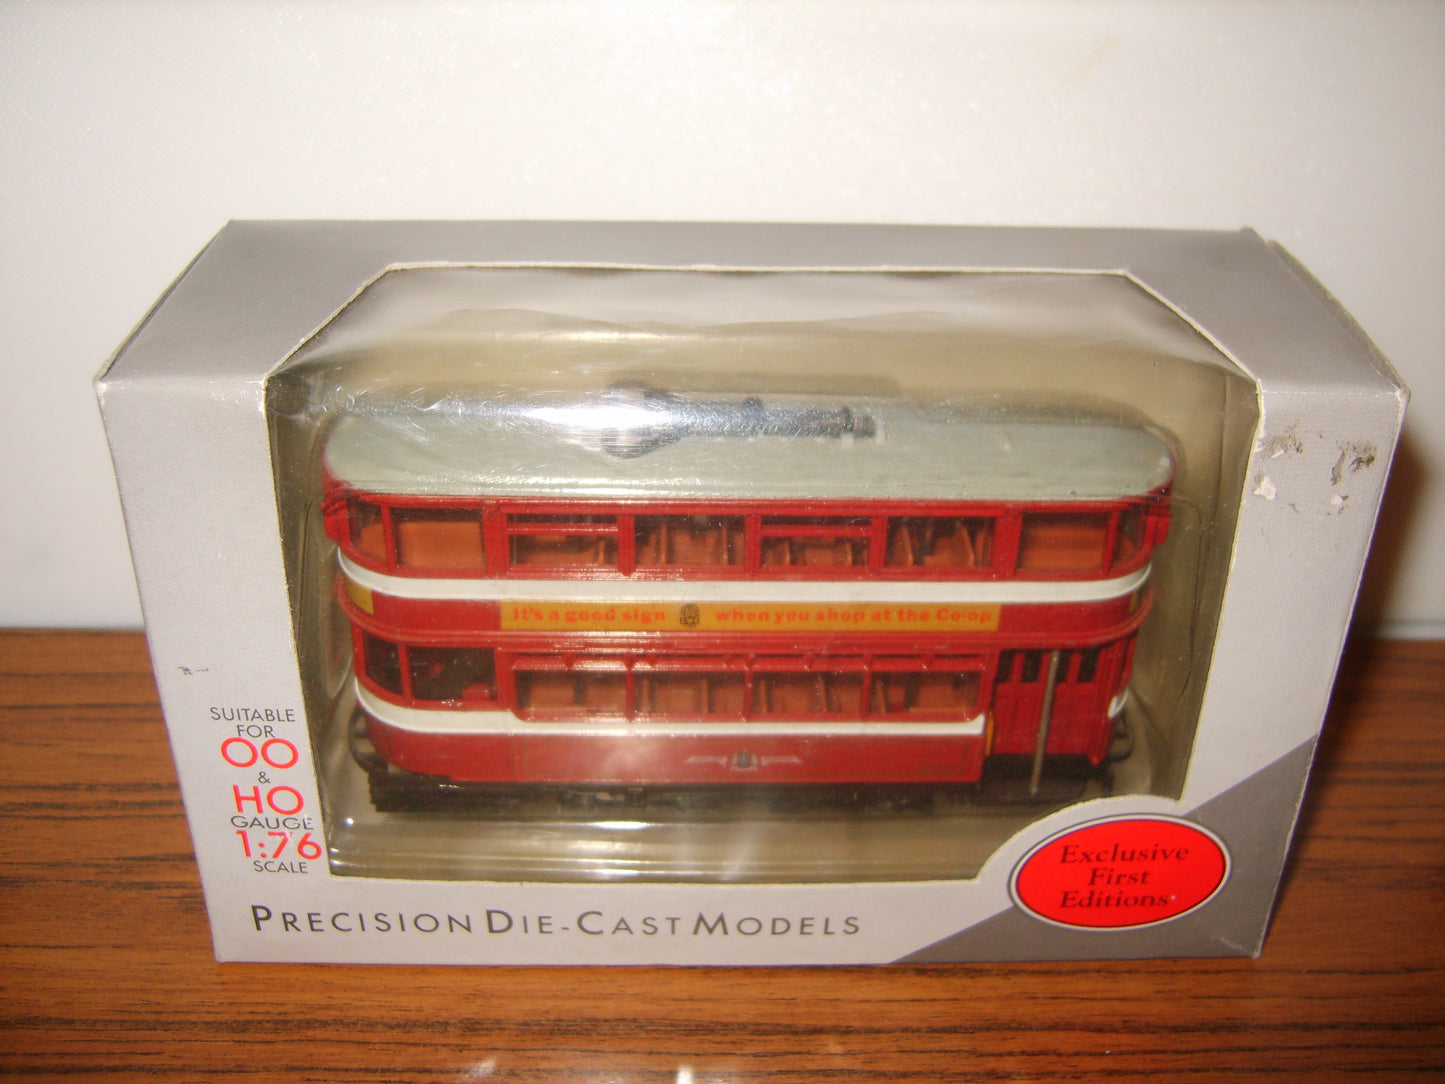 It's a good sign when you shop at the Co-op
SUITABLE
FOR
OO
&
HO
GAUGE
1:76
SCALE
PRECISION DIE-CAST MODELS
Exclusive
First
Editions